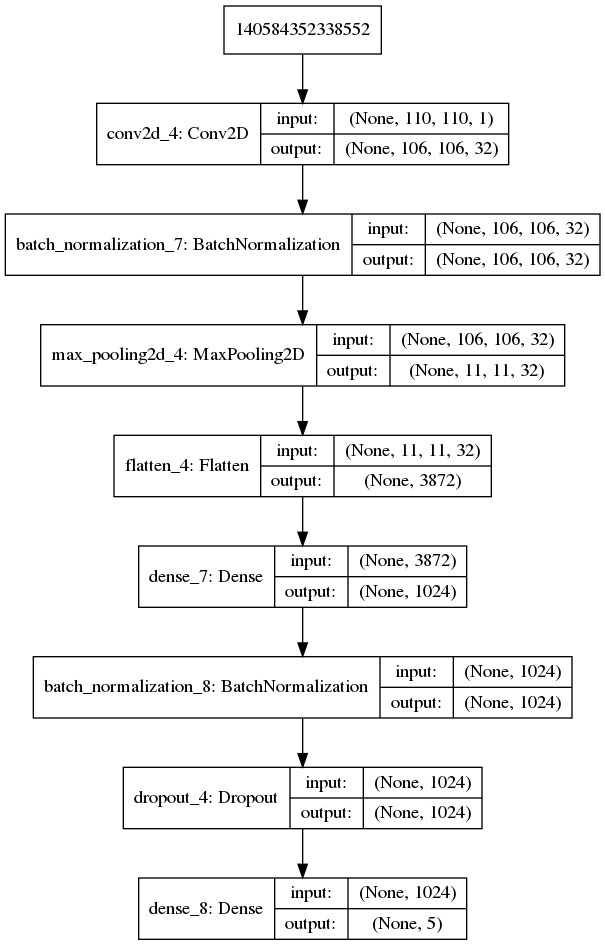 140584352338552
conv2d_4: Conv2D
input: (None, 110, 110, 1)
output: (None, 106, 106, 32)
batch_normalization_7: BatchNormalization
input: (None, 106, 106, 32)
output: (None, 106, 106, 32)
max_pooling2d_4: MaxPooling2D
input: (None, 106, 106, 32)
output: (None, 11, 11, 32)
flatten_4: Flatten
input: (None, 11, 11, 32)
output: (None, 3872)
dense_7: Dense
input: (None, 3872)
output: (None, 1024)
batch_normalization_8: BatchNormalization
input: (None, 1024)
output: (None, 1024)
dropout_4: Dropout
input: (None, 1024)
output: (None, 1024)
dense_8: Dense
input: (None, 1024)
output: (None, 5)